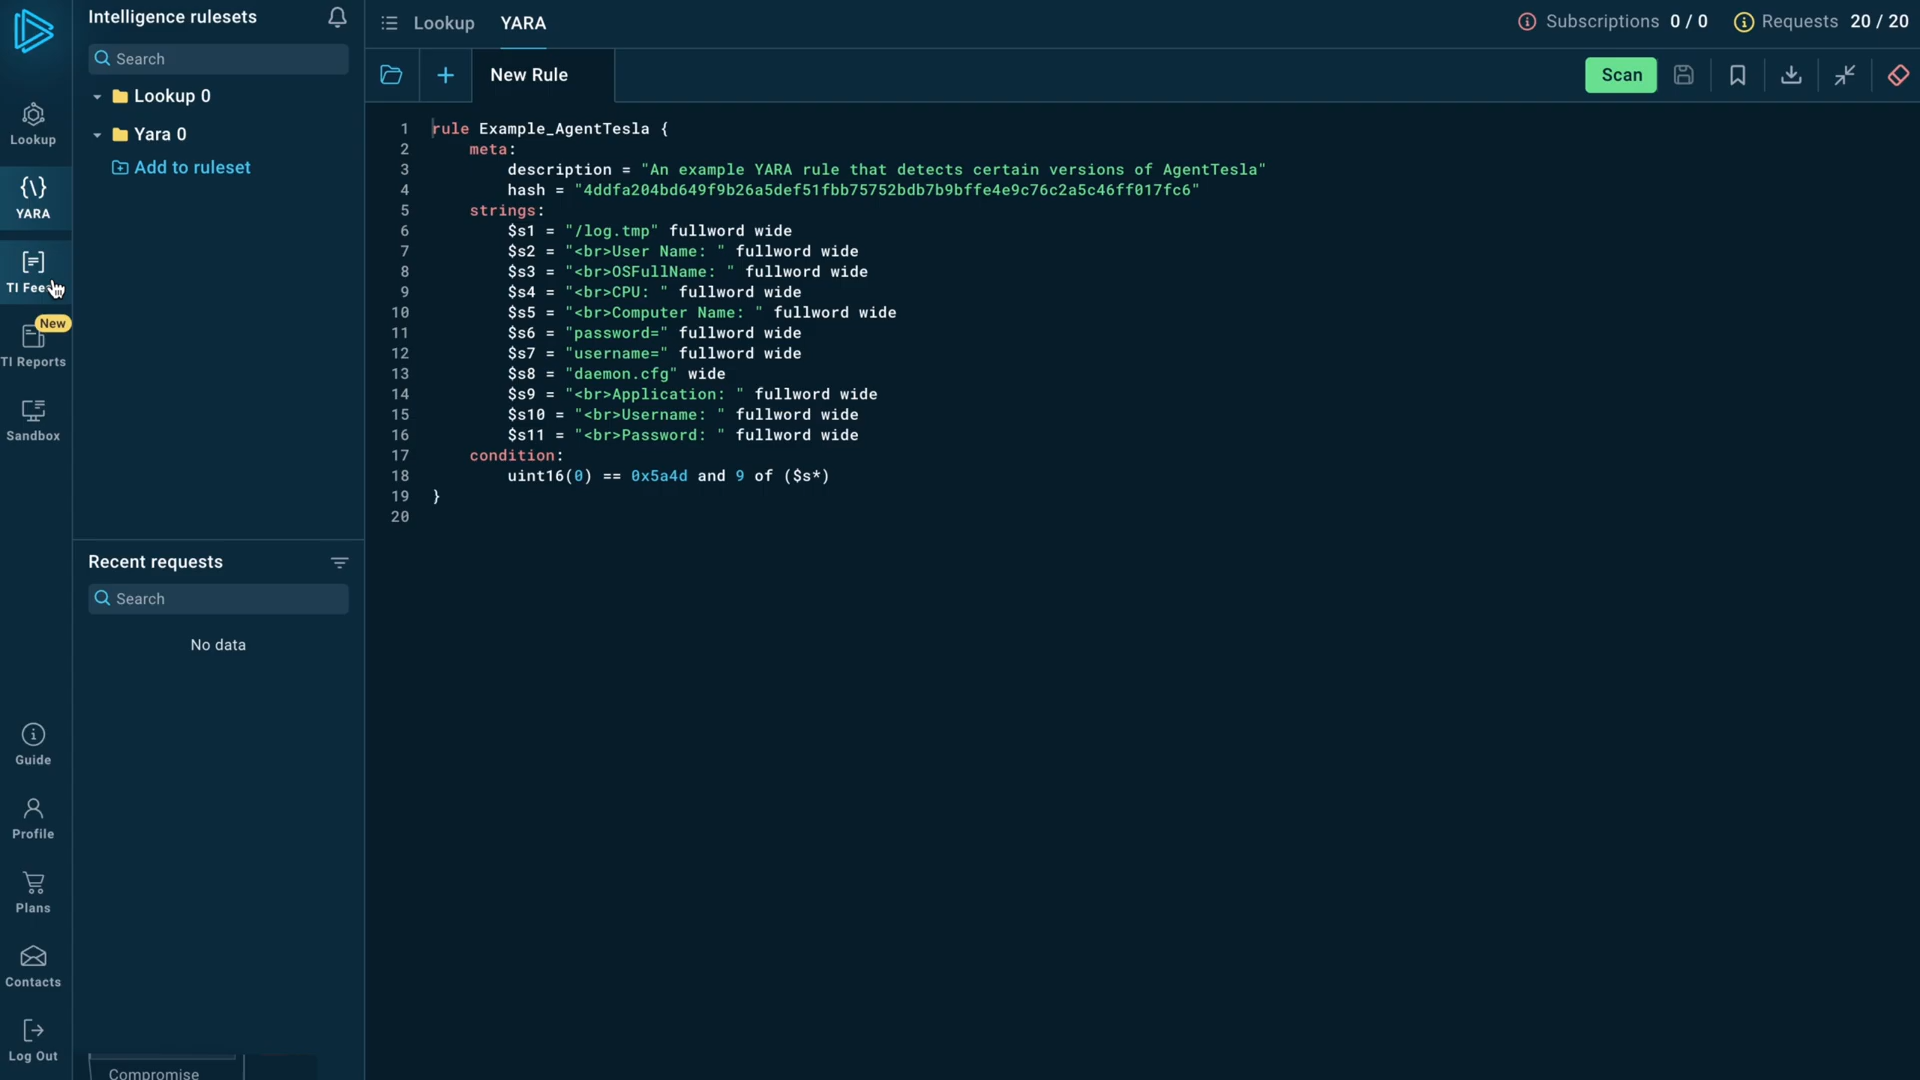 Intelligence rulesets
Search
Lookup 0
Yara 0
Add to ruleset
Lookup
YARA
TI Fee
New
TI Reports
Sandbox
Recent requests
Search
No data
Guide
Profile
Plans
Contacts
Log Out
Compromise
Lookup YARA
Subscriptions 0 / 0 Requests 20 / 20
New Rule
Scan
1 rule Example_AgentTesla {
2 meta:
3 description = "An example YARA rule that detects certain versions of AgentTesla"
4 hash = "4ddfa204bd649f9b26a5def51fbb75752bdb7b9bffe4e9c76c2a5c46ff017fc6"
5 strings:
6 $s1 = "/log.tmp" fullword wide
7 $s2 = "<br>User Name: " fullword wide
8 $s3 = "<br>OSFullName: " fullword wide
9 $s4 = "<br>CPU: " fullword wide
10 $s5 = "<br>Computer Name: " fullword wide
11 $s6 = "password=" fullword wide
12 $s7 = "username=" fullword wide
13 $s8 = "daemon.cfg" wide
14 $s9 = "<br>Application: " fullword wide
15 $s10 = "<br>Username: " fullword wide
16 $s11 = "<br>Password: " fullword wide
17 condition:
18 uint16(0) == 0x5a4d and 9 of ($s*)
19 }
20